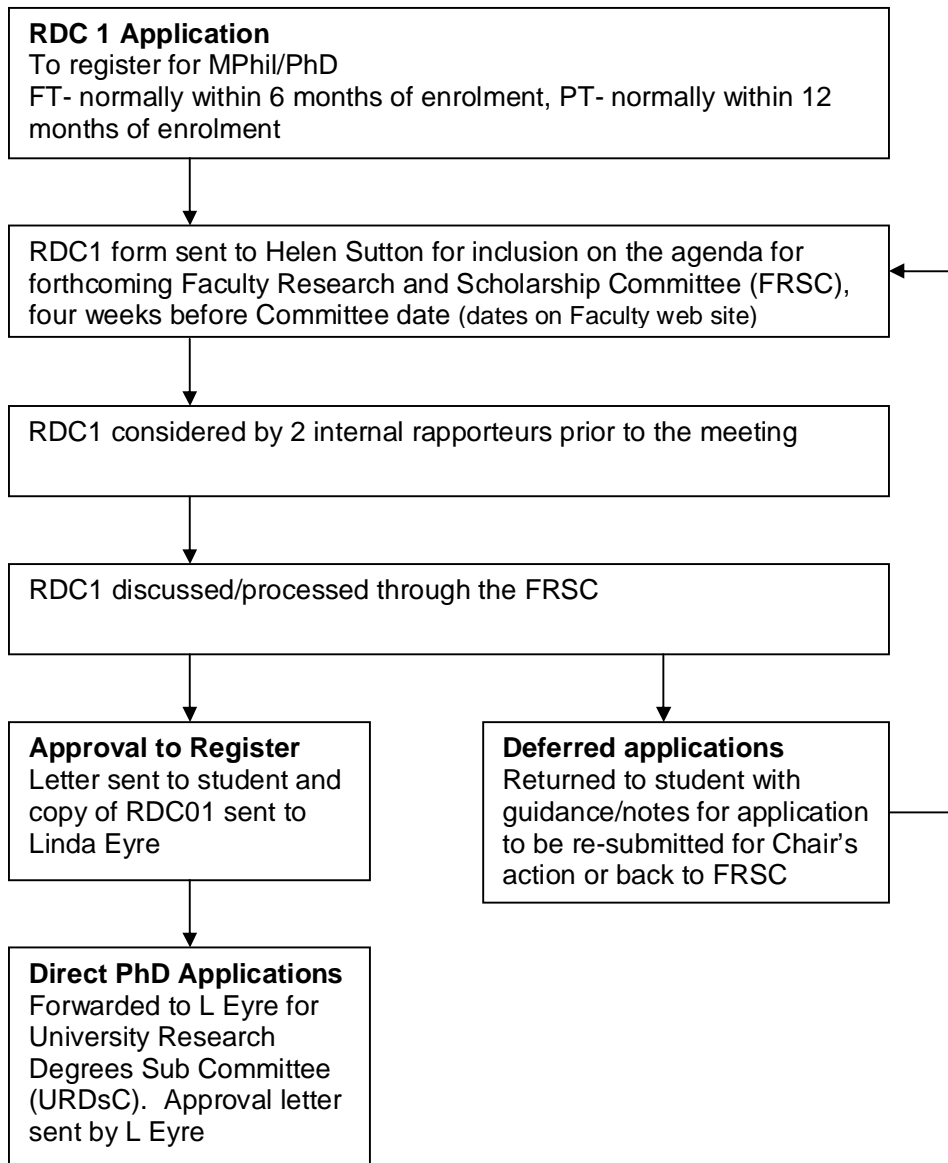 RDC 1 Application
To register for MPhil/PhD
FT- normally within 6 months of enrolment, PT- normally within 12
months of enrolment
RDC1 form sent to Helen Sutton for inclusion on the agenda for
forthcoming Faculty Research and Scholarship Committee (FRSC),
four weeks before Committee date (dates on Faculty web site)
RDC1 considered by 2 internal rapporteurs prior to the meeting
RDC1 discussed/processed through the FRSC
Approval to Register
Letter sent to student and
copy of RDC01 sent to
Linda Eyre
Deferred applications
Returned to student with
guidance/notes for application
to be re-submitted for Chair's
action or back to FRSC
Direct PhD Applications
Forwarded to L Eyre for
University Research
Degrees Sub Committee
(URDsC).  Approval letter
sent by L Eyre